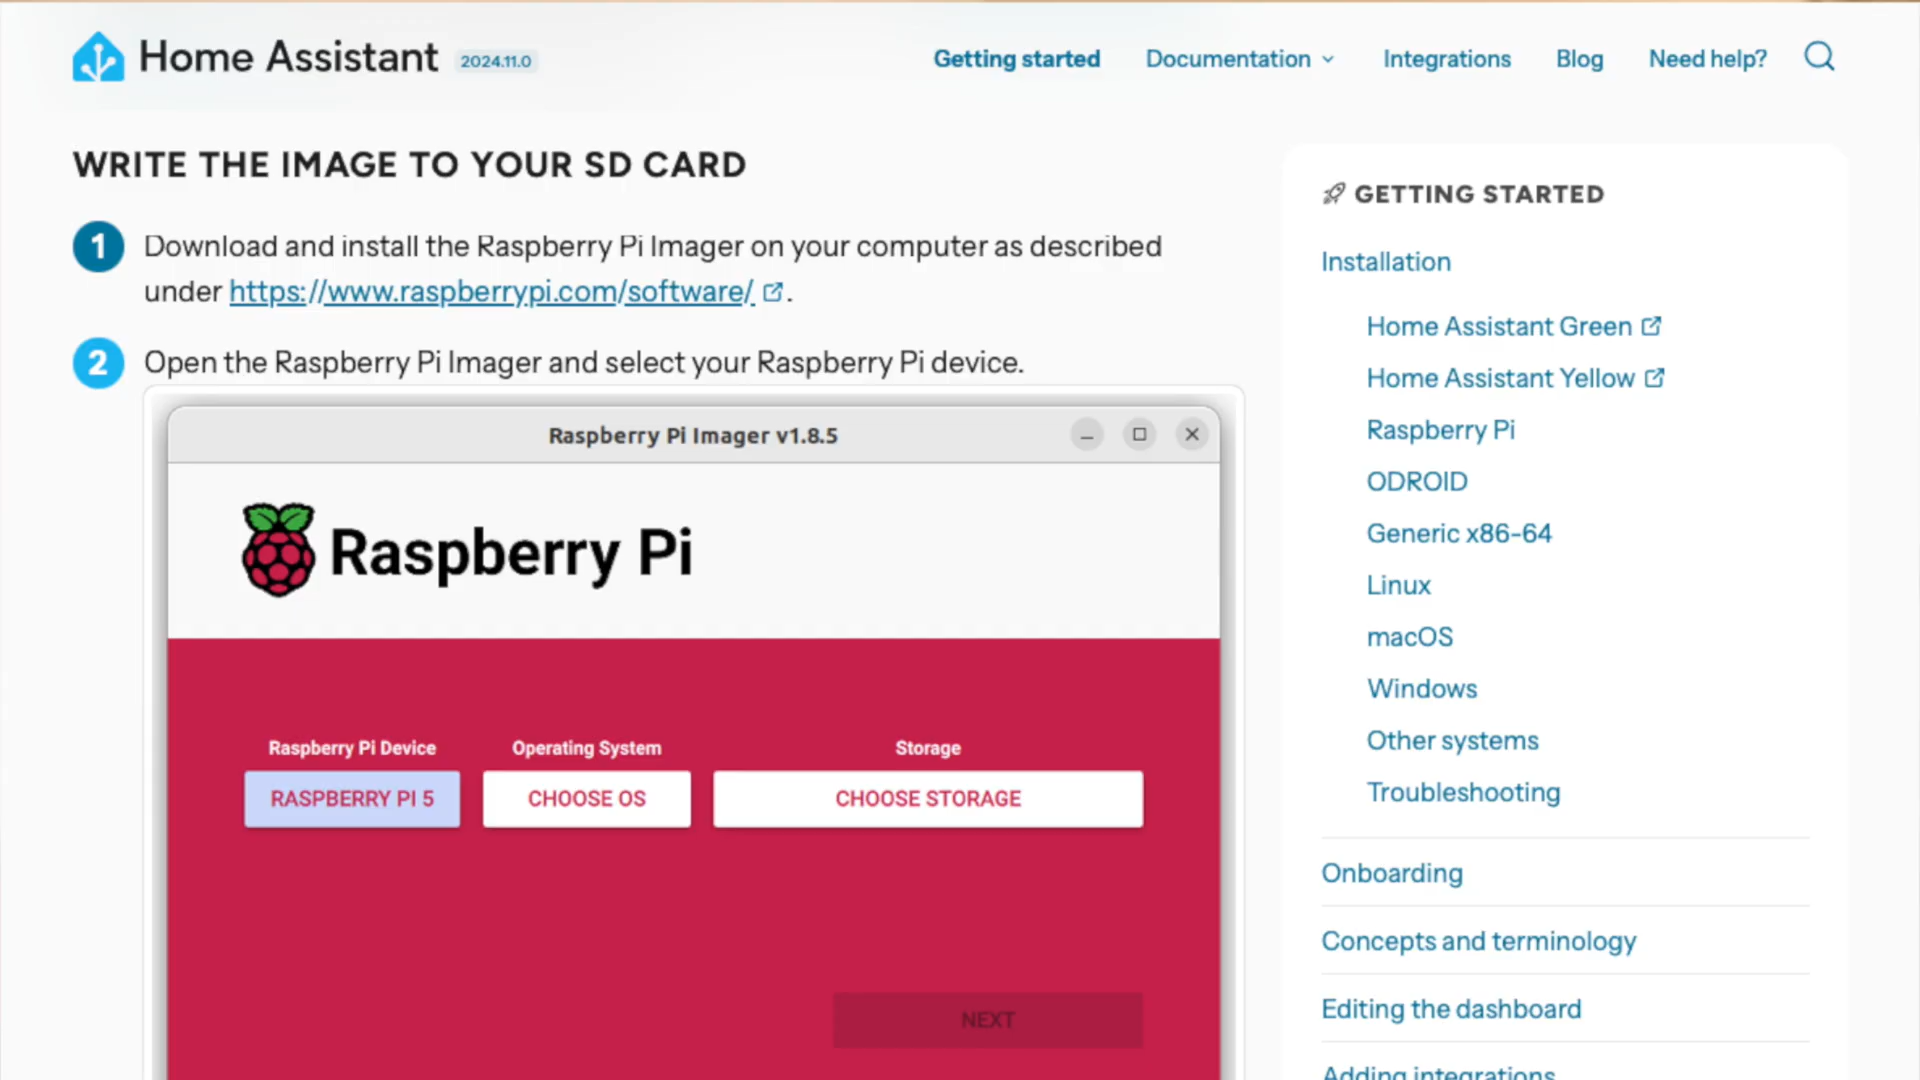 Home Assistant 2024.11.0
Getting started Documentation Integrations Blog Need help?
WRITE THE IMAGE TO YOUR SD CARD
1 Download and install the Raspberry Pi Imager on your computer as described
under https://www.raspberrypi.com/software/ .
2 Open the Raspberry Pi Imager and select your Raspberry Pi device.
Raspberry Pi Imager v1.8.5
Raspberry Pi
Raspberry Pi Device Operating System Storage
RASPBERRY PI 5 CHOOSE OS CHOOSE STORAGE
NEXT
GETTING STARTED
Installation
Home Assistant Green
Home Assistant Yellow
Raspberry Pi
ODROID
Generic x86-64
Linux
macOS
Windows
Other systems
Troubleshooting
Onboarding
Concepts and terminology
Editing the dashboard
Adding integrations